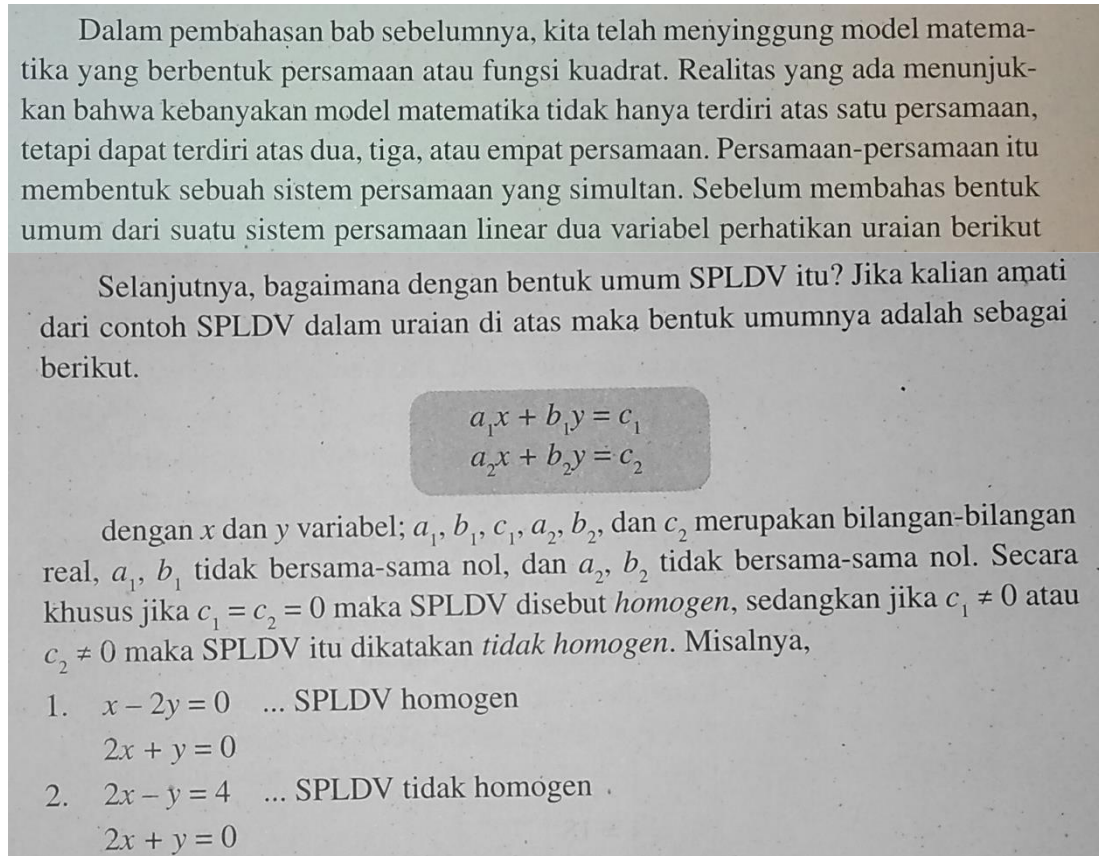 Dalam pembahasan bab sebelumnya, kita telah menyinggung model matema-
tika yang berbentuk persamaan atau fungsi kuadrat. Realitas yang ada menunjuk-
kan bahwa kebanyakan model matematika tidak hanya terdiri atas satu persamaan,
tetapi dapat terdiri atas dua, tiga, atau empat persamaan. Persamaan-persamaan itu
membentuk sebuah sistem persamaan yang simultan. Sebelum membahas bentuk
umum dari suatu sistem persamaan linear dua variabel perhatikan uraian berikut
Selanjutnya, bagaimana dengan bentuk umum SPLDV itu? Jika kalian amati
dari contoh SPLDV dalam uraian di atas maka bentuk umumnya adalah sebagai
berikut.
a₁x + b₁y = c₁
a₂x + b₂y = c₂
dengan x dan y variabel; a₁, b₁, c₁, a₂, b₂, dan c₂ merupakan bilangan-bilangan
real, a₁, b₁ tidak bersama-sama nol, dan a₂, b₂ tidak bersama-sama nol. Secara
khusus jika c₁ = c₂ = 0 maka SPLDV disebut homogen, sedangkan jika c₁ ≠ 0 atau
c₂ ≠ 0 maka SPLDV itu dikatakan tidak homogen. Misalnya,
1. x – 2y = 0 ... SPLDV homogen
2x + y = 0
2. 2x – y = 4 ... SPLDV tidak homogen
2x + y = 0